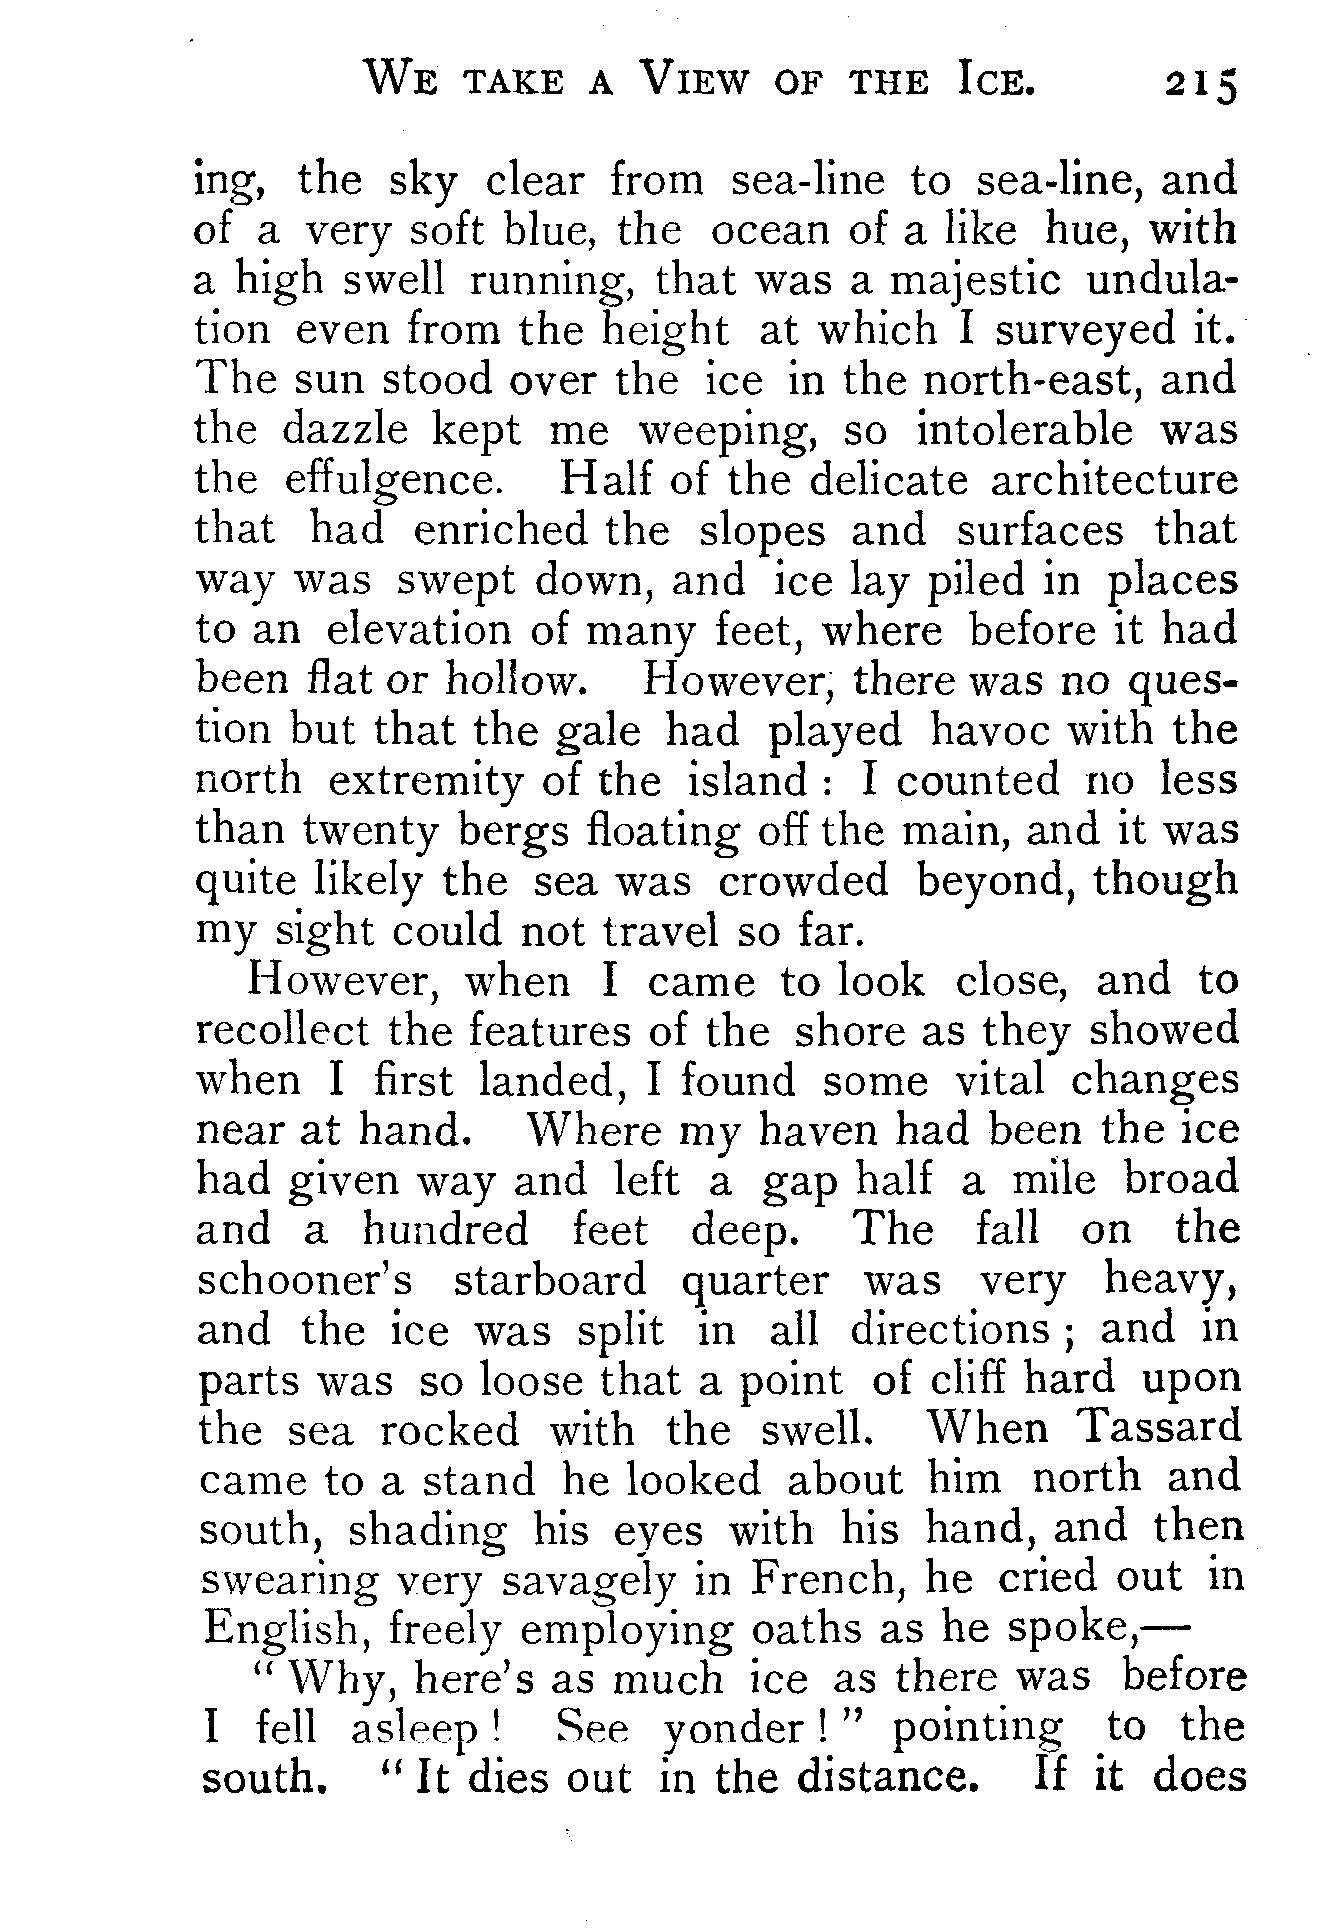 We take a View of the Ice. 215
ing, the sky clear from sea-line to sea-line, and
of a very soft blue, the ocean of a like hue, with
a high swell running, that was a majestic undula-
tion even from the height at which I surveyed it.
The sun stood over the ice in the north-east, and
the dazzle kept me weeping, so intolerable was
the effulgence. Half of the delicate architecture
that had enriched the slopes and surfaces that
way was swept down, and ice lay piled in places
to an elevation of many feet, where before it had
been flat or hollow. However, there was no ques-
tion but that the gale had played havoc with the
north extremity of the island : I counted no less
than twenty bergs floating off the main, and it was
quite likely the sea was crowded beyond, though
my sight could not travel so far.
However, when I came to look close, and to
recollect the features of the shore as they showed
when I first landed, I found some vital changes
near at hand. Where my haven had been the ice
had given way and left a gap half a mile broad
and a hundred feet deep. The fall on the
schooner's starboard quarter was very heavy,
and the ice was split in all directions ; and in
parts was so loose that a point of cliff hard upon
the sea rocked with the swell. When Tassard
came to a stand he looked about him north and
south, shading his eyes with his hand, and then
swearing very savagely in French, he cried out in
English, freely employing oaths as he spoke,—
“ Why, here's as much ice as there was before
I fell asleep ! See yonder ! ” pointing to the
south. “ It dies out in the distance. If it does